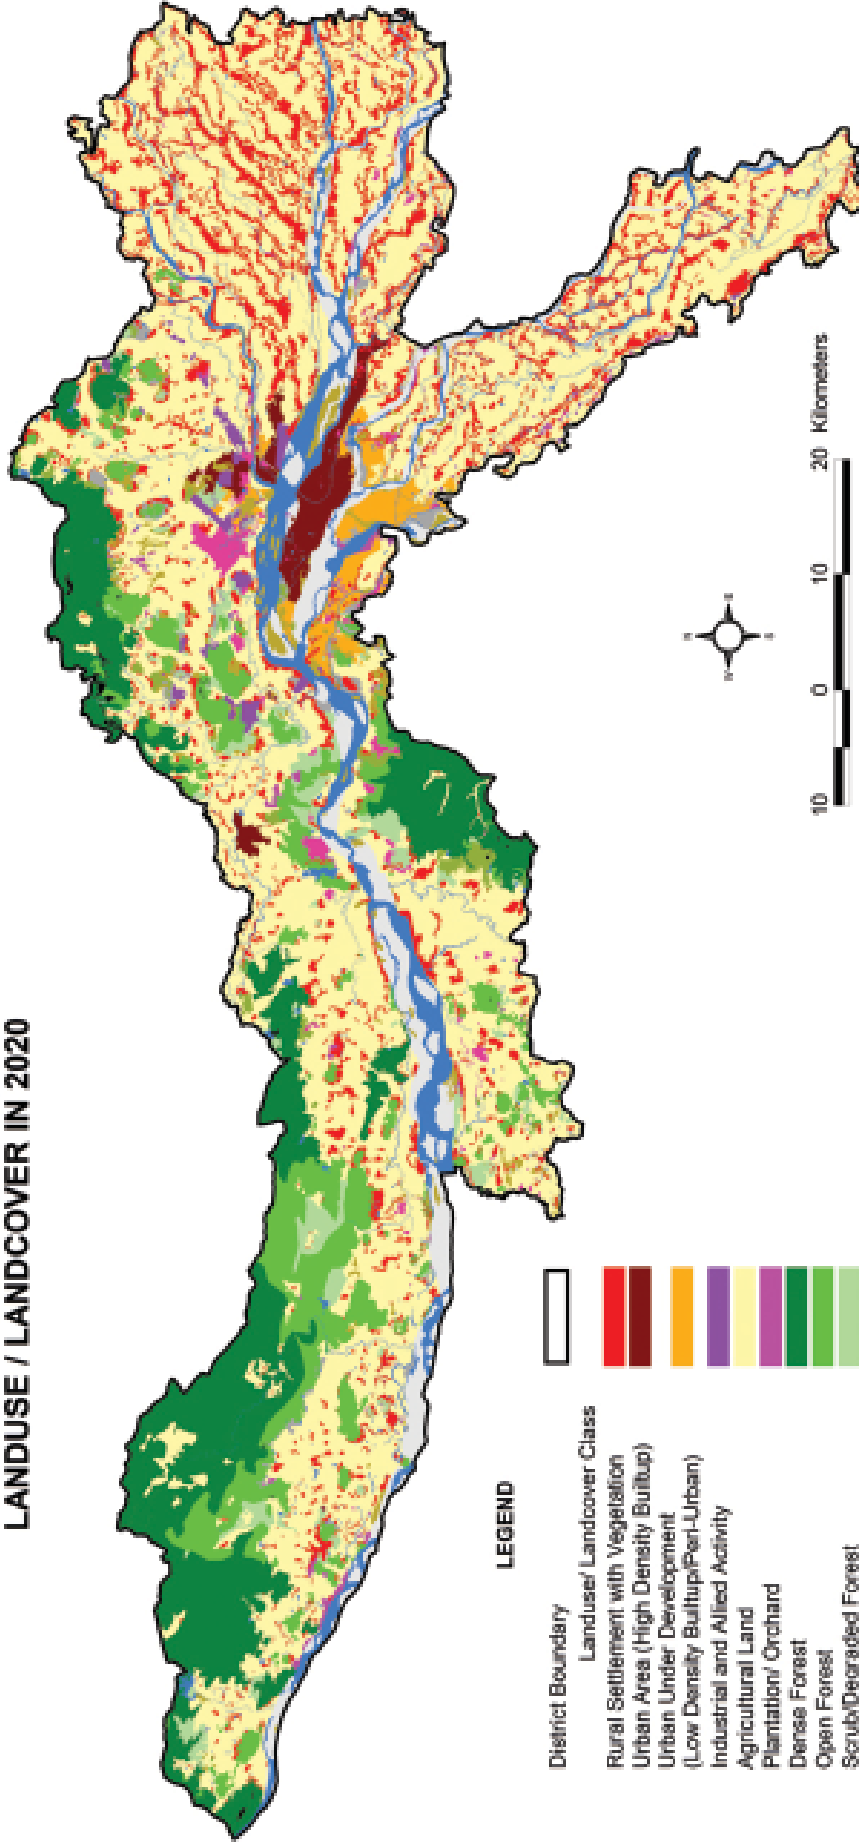 LANDUSE / LANDCOVER IN 2020
LEGEND
District Boundary
Landuse/ Landcover Class
Rural Settlement with Vegetation
Urban Area (High Density Builtup)
Urban Under Development
(Low Density Builtup/Peri-Urban)
Industrial and Allied Activity
Agricultural Land
Plantation/ Orchard
Dense Forest
Open Forest
Scrub/Degraded Forest
N
W
E
S
10 0 10 20 Kilometers